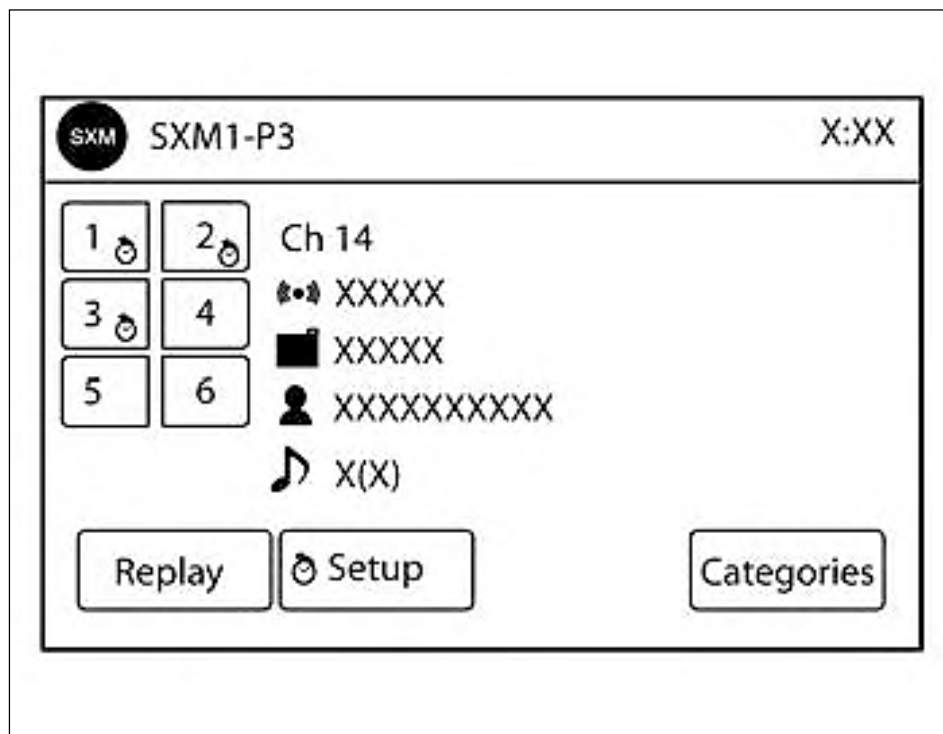 SXM SXM1-P3 X:XX
1 2 Ch 14
XXXXX
3 4
XXXXX
5 6
XXXXXXXXXX
X(X)
Replay Setup Categories